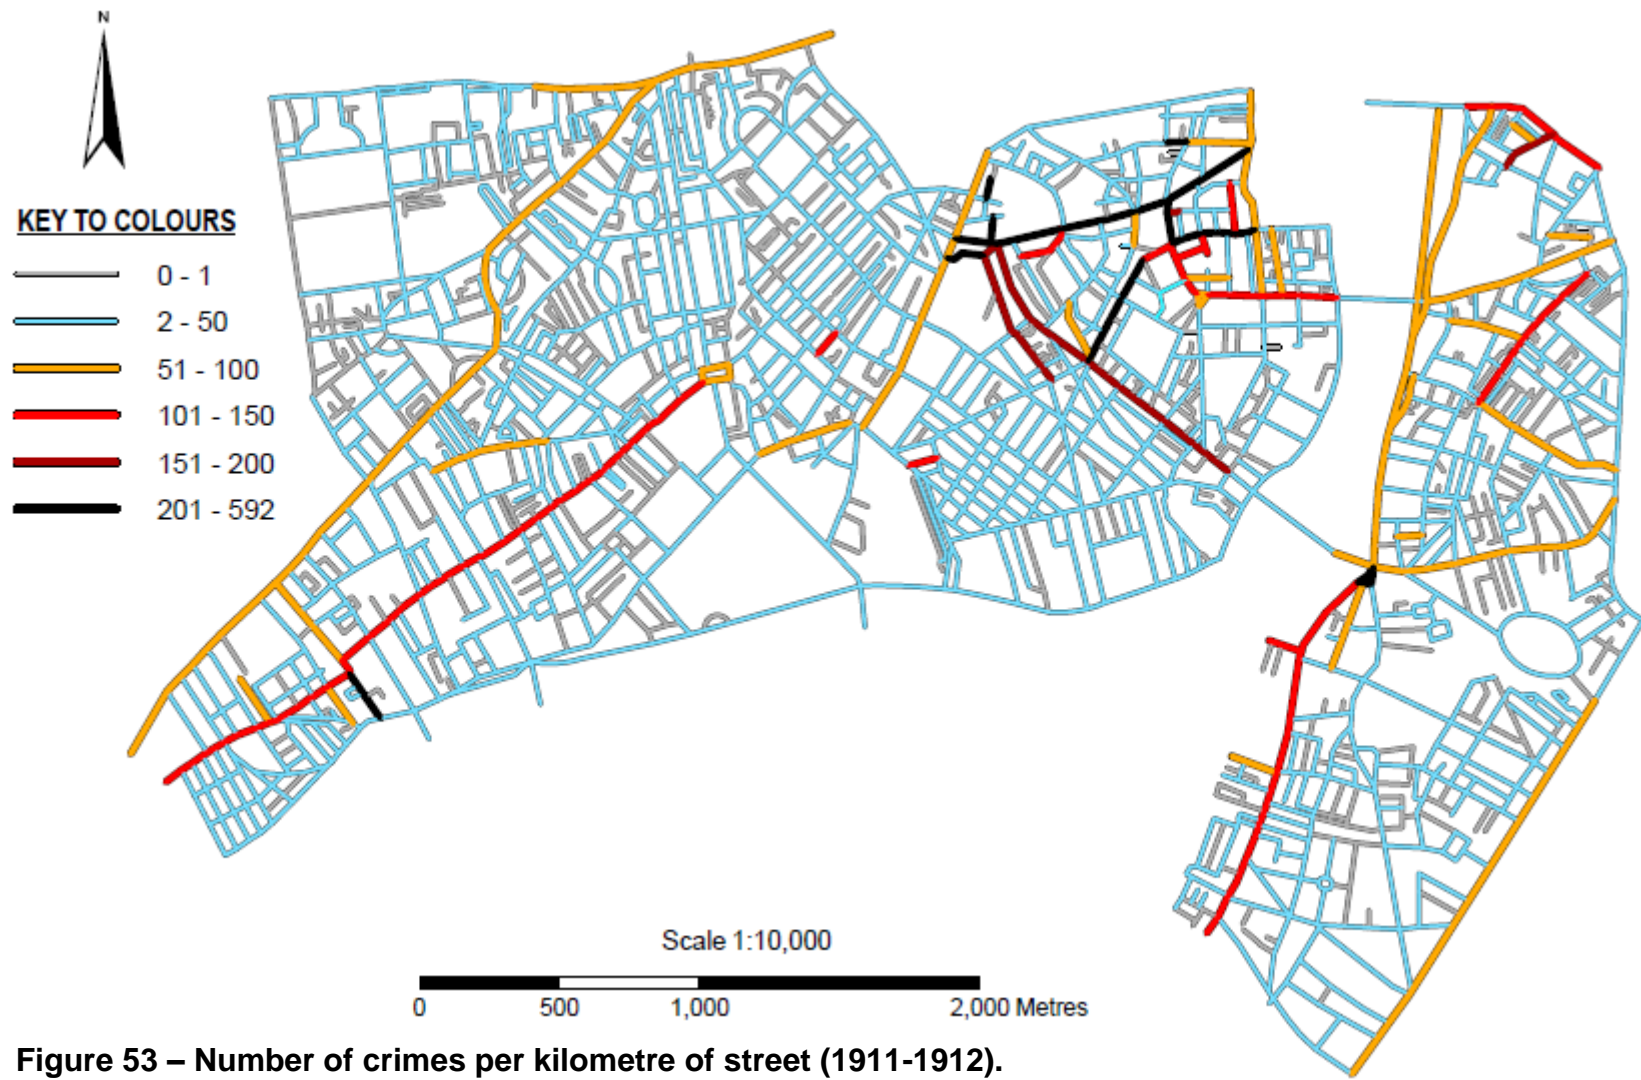 N
KEY TO COLOURS
0 - 1
2 - 50
51 - 100
101 - 150
151 - 200
201 - 592
Scale 1:10,000
0 500 1,000 2,000 Metres
Figure 53 – Number of crimes per kilometre of street (1911-1912).